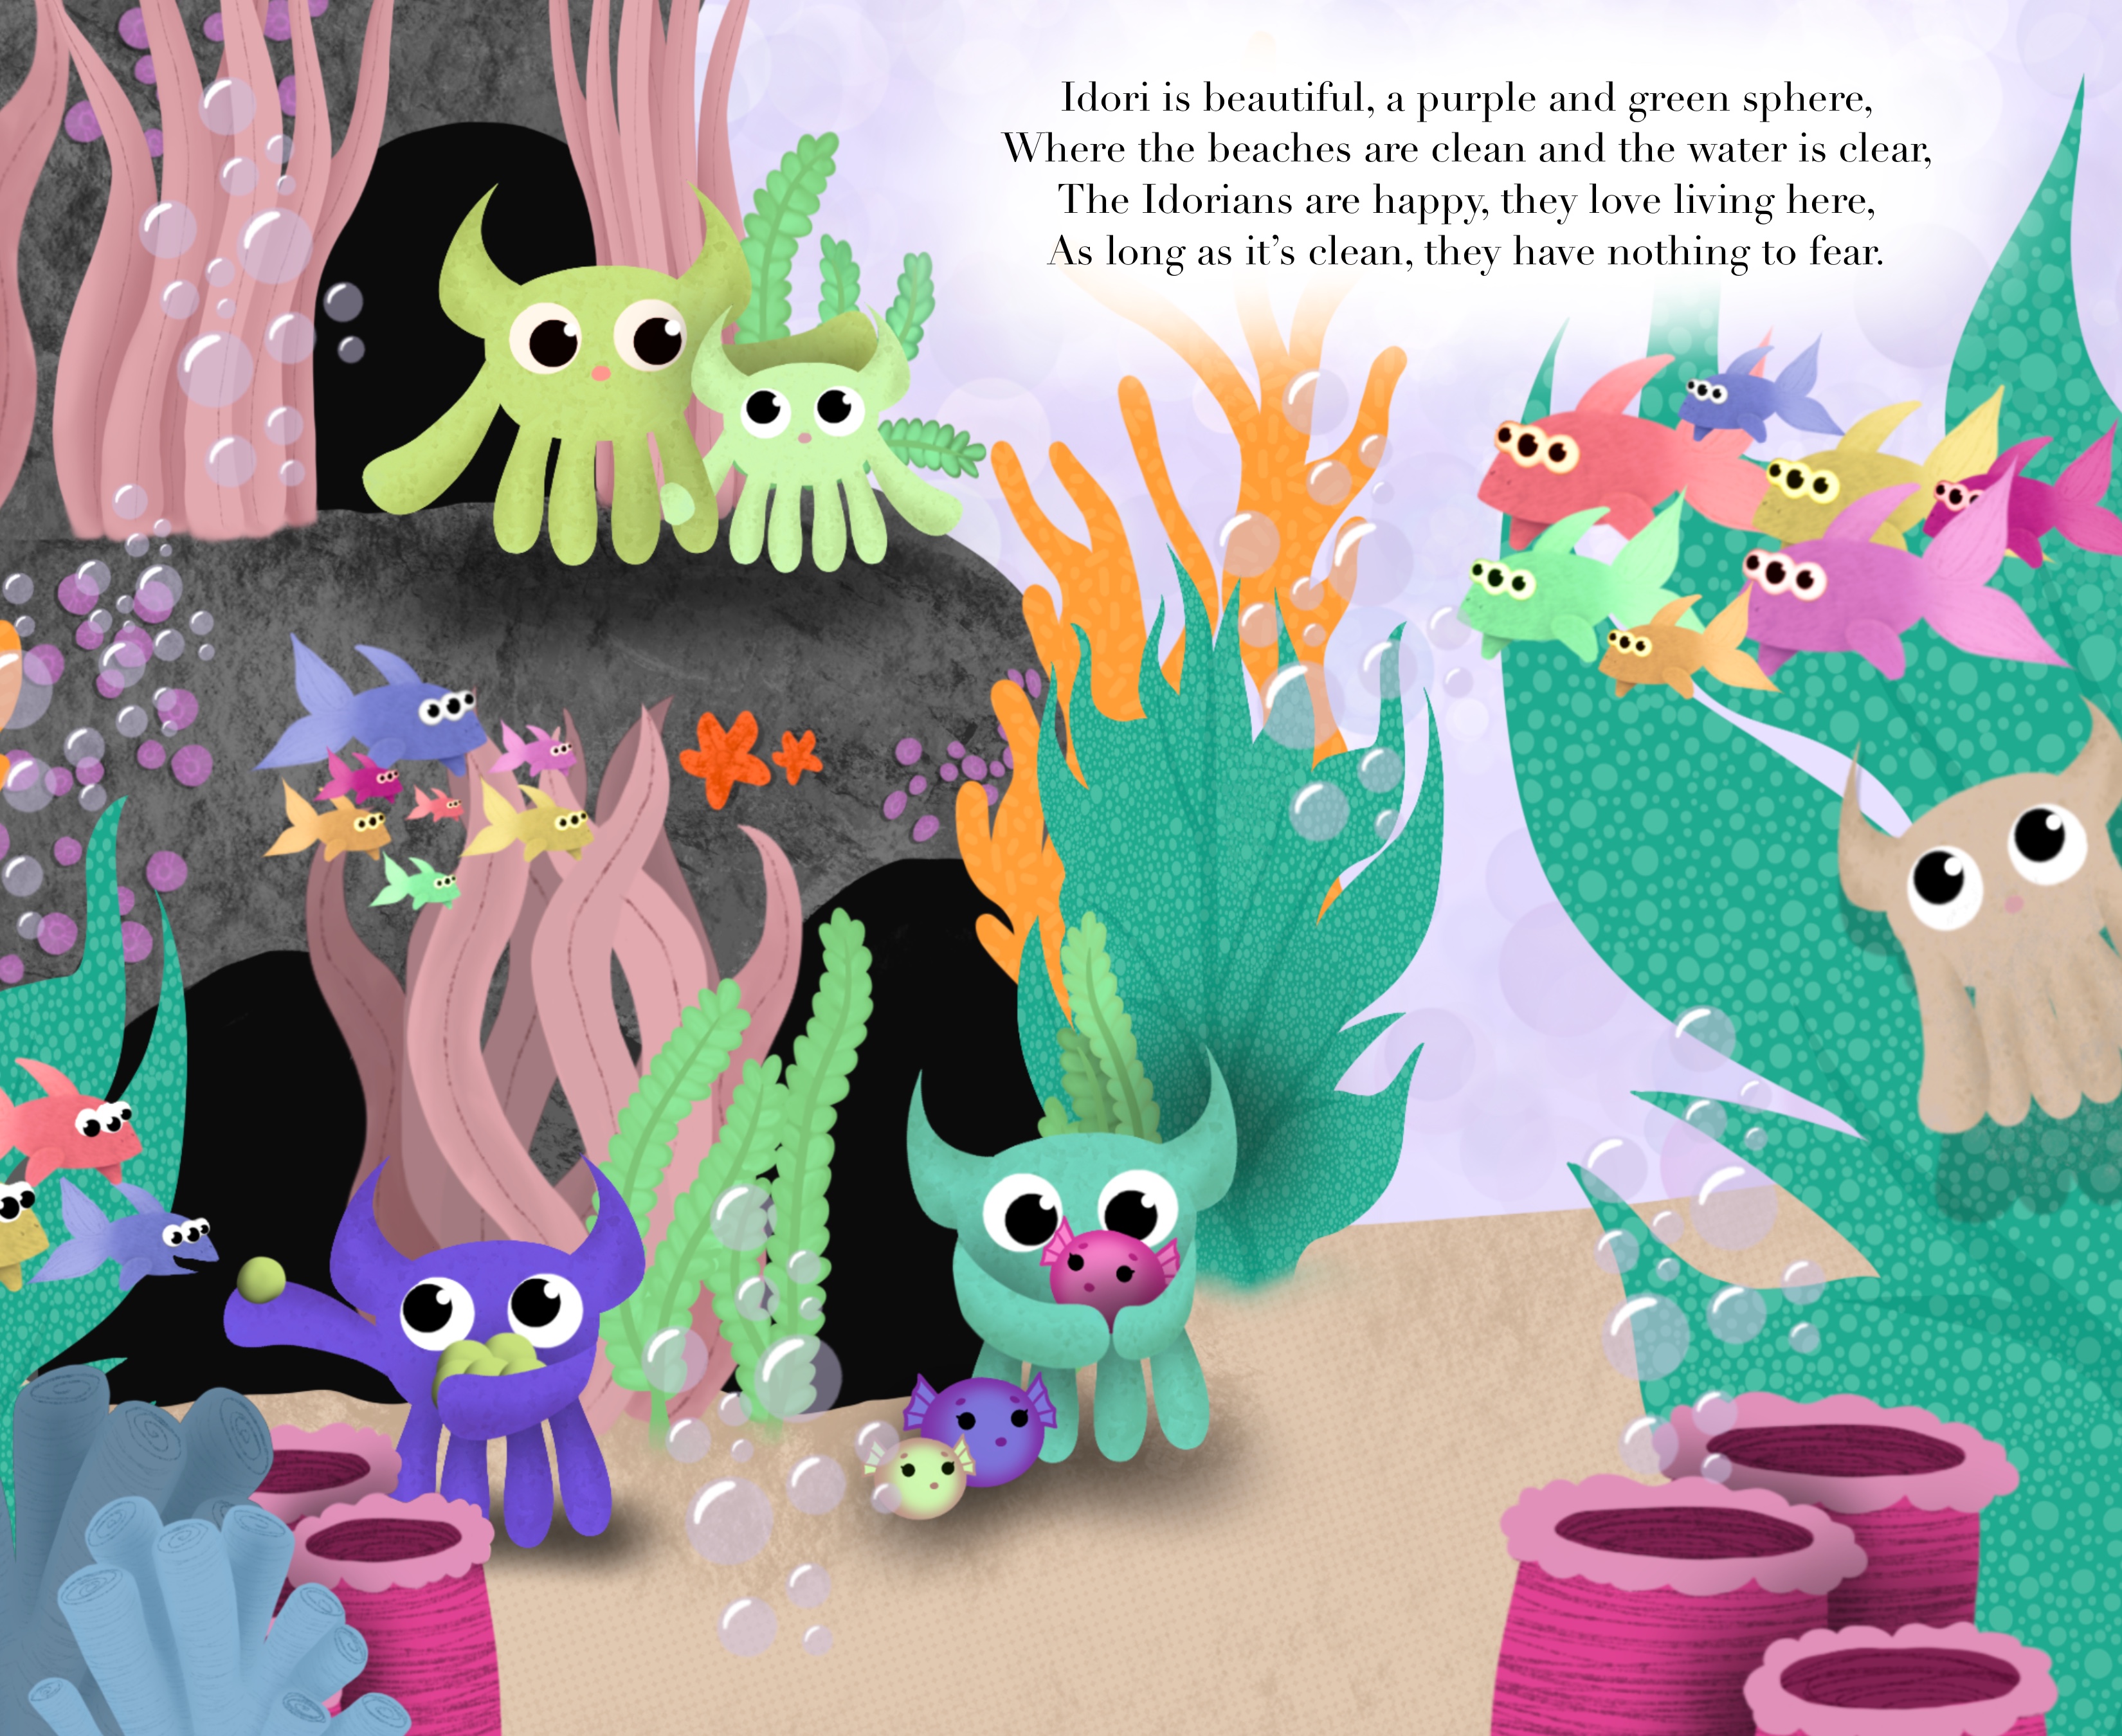 Idori is beautiful, a purple and green sphere,
Where the beaches are clean and the water is clear,
The Idorians are happy, they love living here,
As long as it’s clean, they have nothing to fear.